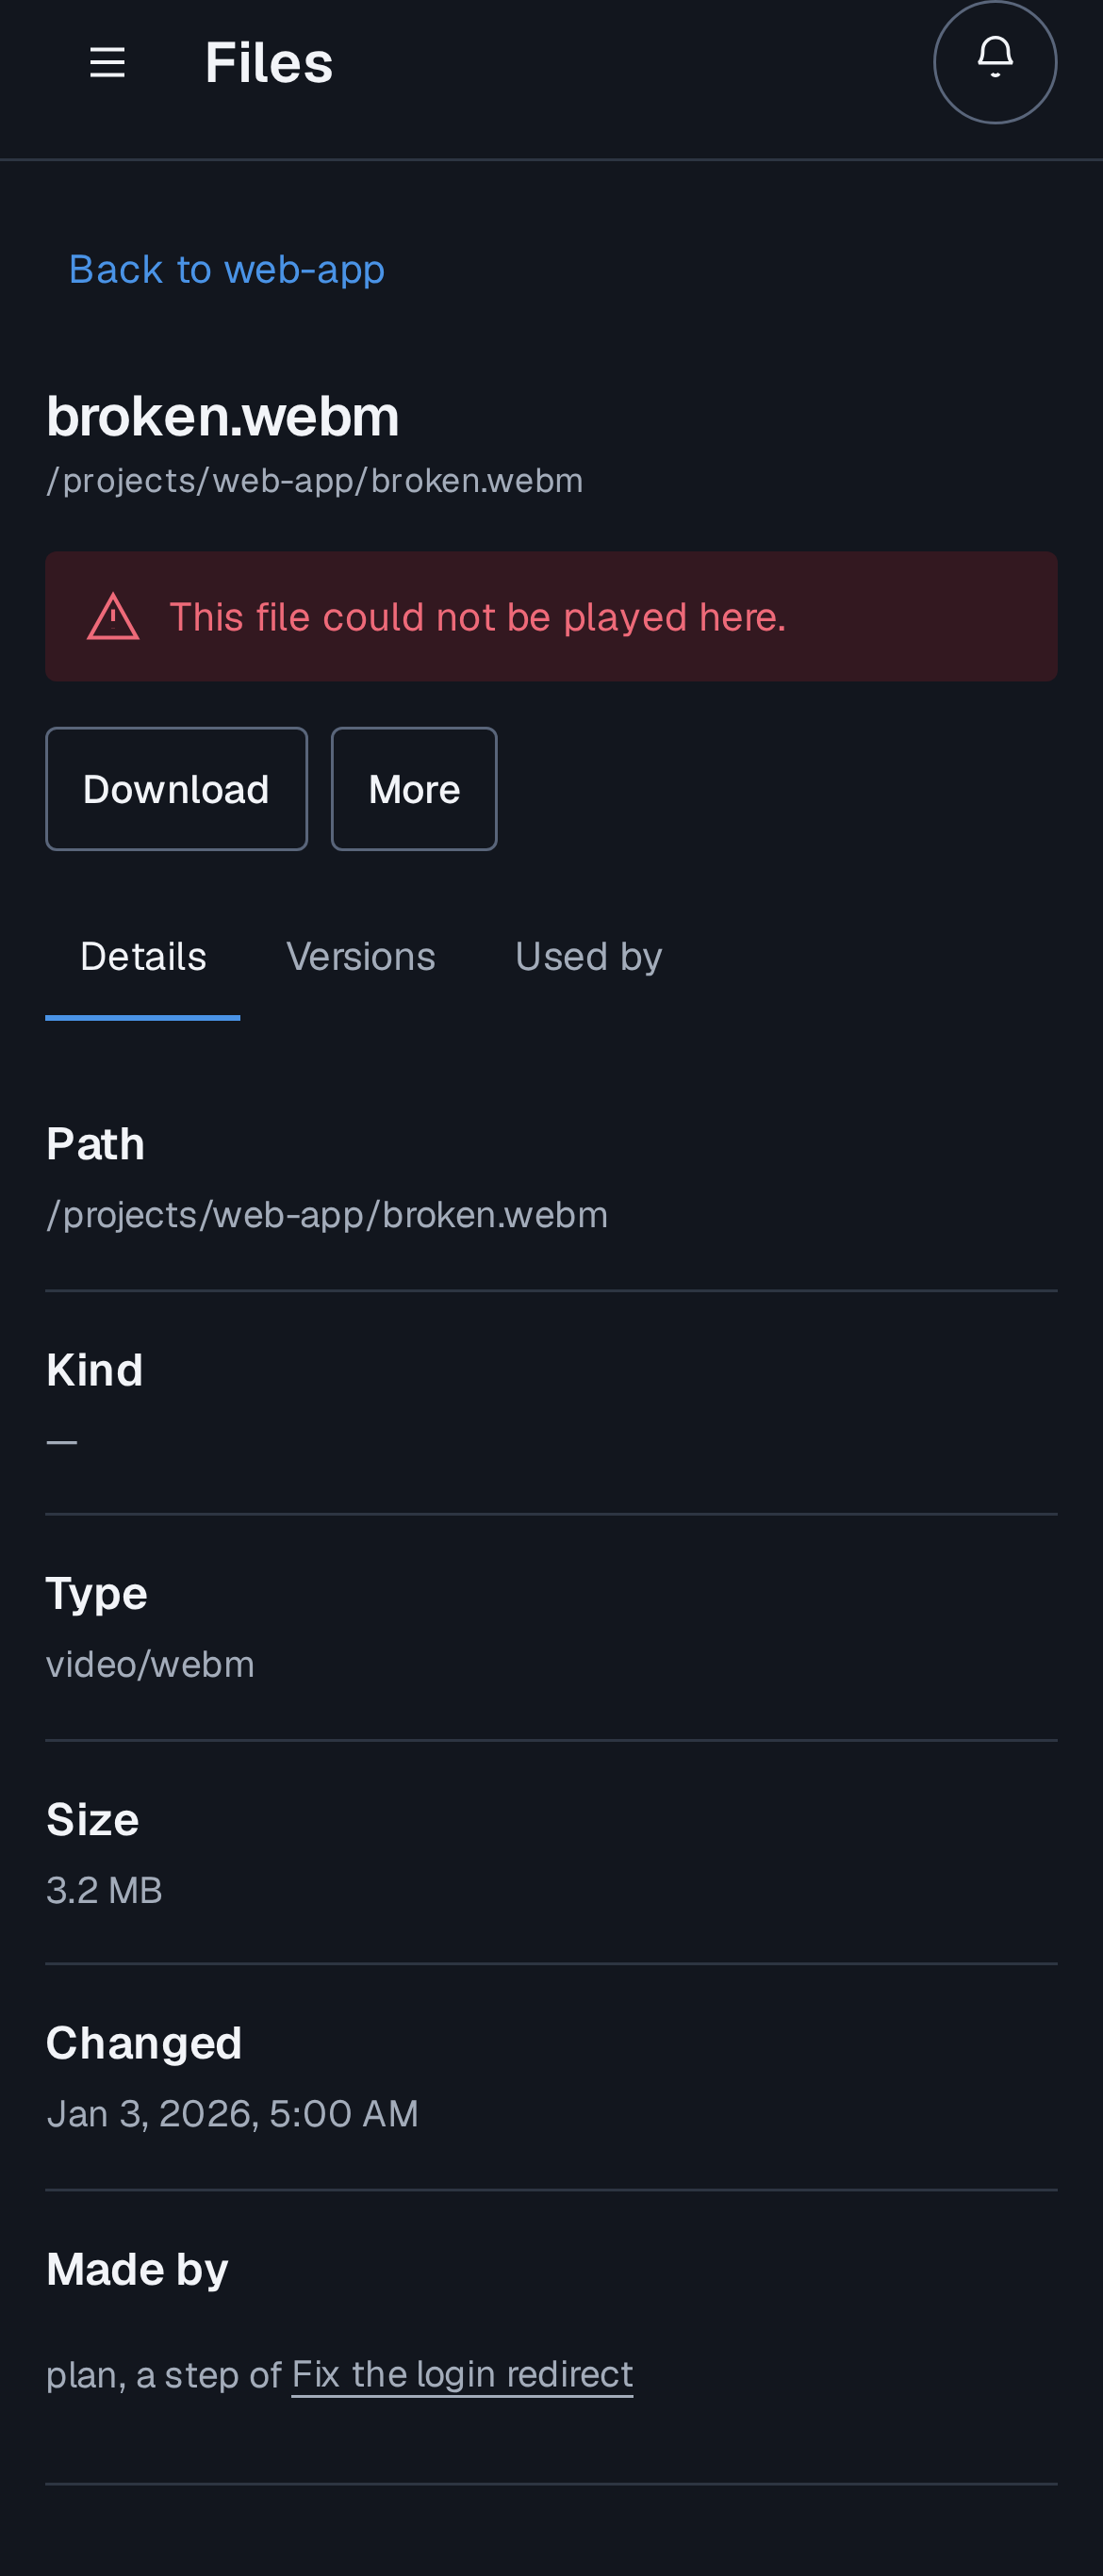 Files
Back to web-app
broken.webm
/projects/web-app/broken.webm
This file could not be played here.
Download More
Details Versions Used by
Path
/projects/web-app/broken.webm
Kind
—
Type
video/webm
Size
3.2 MB
Changed
Jan 3, 2026, 5:00 AM
Made by
plan, a step of Fix the login redirect